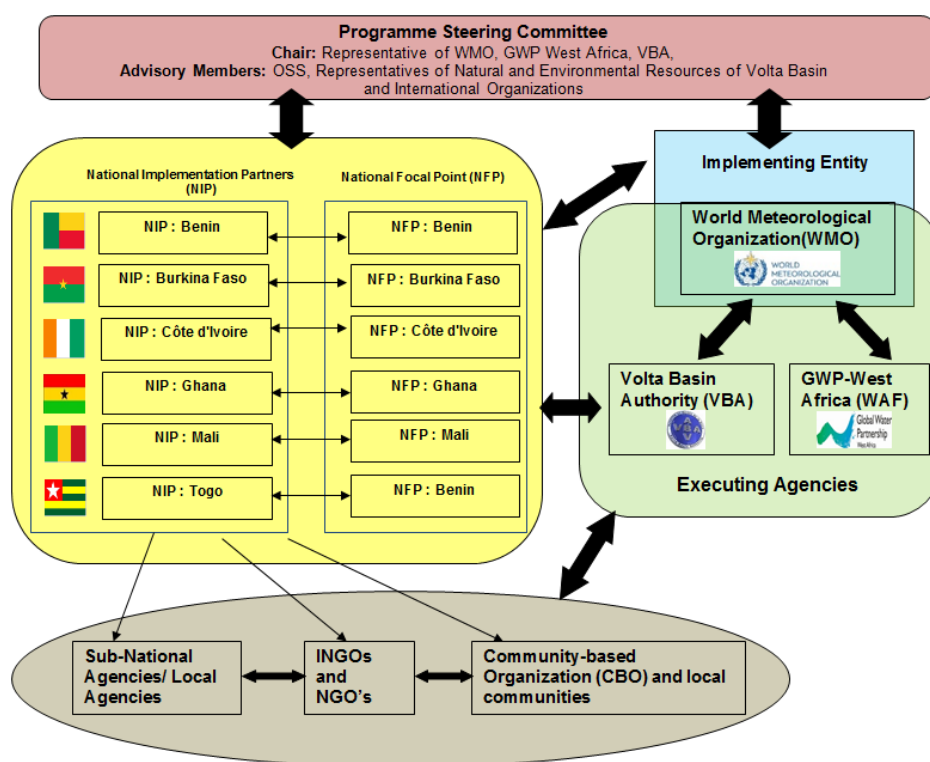 Programme Steering Committee
Chair: Representative of WMO, GWP West Africa, VBA,
Advisory Members: OSS, Representatives of Natural and Environmental Resources of Volta Basin
and International Organizations
National Implementation Partners
(NIP)
National Focal Point (NFP)
NIP : Benin
NFP : Benin
NIP : Burkina Faso
NFP : Burkina Faso
NIP : Côte d'Ivoire
NFP : Côte d'Ivoire
NIP : Ghana
NFP : Ghana
NIP : Mali
NFP : Mali
NIP : Togo
NFP : Benin
Implementing Entity
World Meteorological
Organization(WMO)
WORLD
METEOROLOGICAL
ORGANIZATION
Volta Basin
Authority (VBA)
GWP-West
Africa (WAF)
Global Water
Partnership
West Africa
Executing Agencies
Sub-National
Agencies/ Local
Agencies
INGOs
and
NGO's
Community-based
Organization (CBO) and local
communities